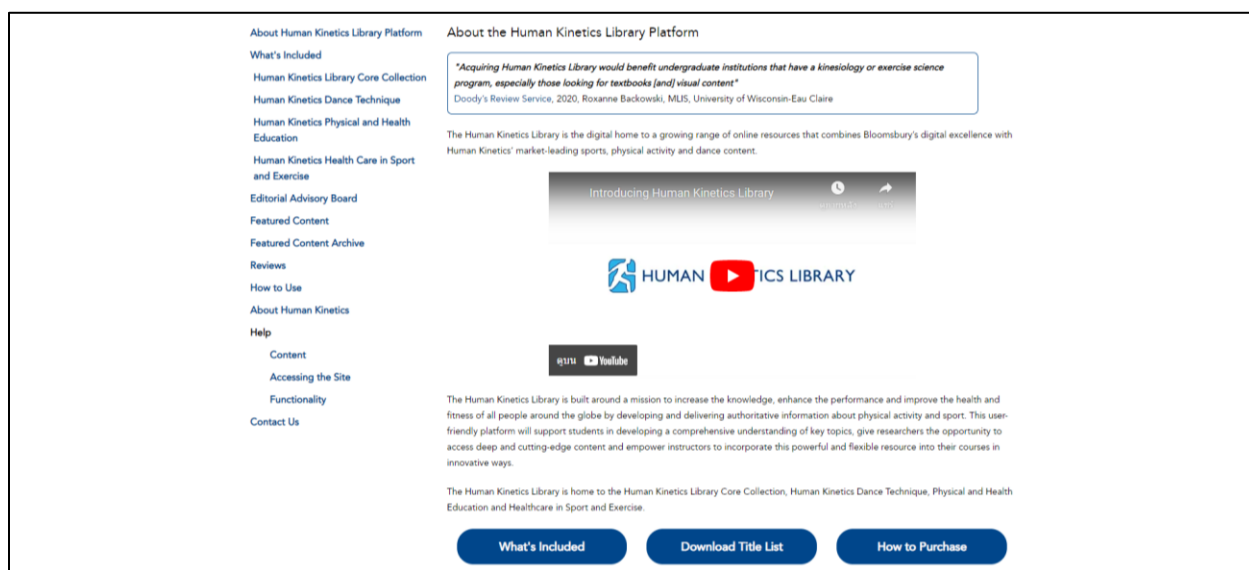 About Human Kinetics Library Platform
What's Included
Human Kinetics Library Core Collection
Human Kinetics Dance Technique
Human Kinetics Physical and Health
Education
Human Kinetics Health Care in Sport
and Exercise
Editorial Advisory Board
Featured Content
Featured Content Archive
Reviews
How to Use
About Human Kinetics
Help
Content
Accessing the Site
Functionality
Contact Us
About the Human Kinetics Library Platform
"Acquiring Human Kinetics Library would benefit undergraduate institutions that have a kinesiology or exercise science
program, especially those looking for textbooks [and] visual content"
Doody's Review Service, 2020, Roxanne Backowski, MLIS, University of Wisconsin-Eau Claire
The Human Kinetics Library is the digital home to a growing range of online resources that combines Bloomsbury's digital excellence with
Human Kinetics' market-leading sports, physical activity and dance content.
Introducing Human Kinetics Library
HUMAN TICS LIBRARY
ดูบน YouTube
The Human Kinetics Library is built around a mission to increase the knowledge, enhance the performance and improve the health and
fitness of all people around the globe by developing and delivering authoritative information about physical activity and sport. This user-
friendly platform will support students in developing a comprehensive understanding of key topics, give researchers the opportunity to
access deep and cutting-edge content and empower instructors to incorporate this powerful and flexible resource into their courses in
innovative ways.
The Human Kinetics Library is home to the Human Kinetics Library Core Collection, Human Kinetics Dance Technique, Physical and Health
Education and Healthcare in Sport and Exercise.
What's Included
Download Title List
How to Purchase